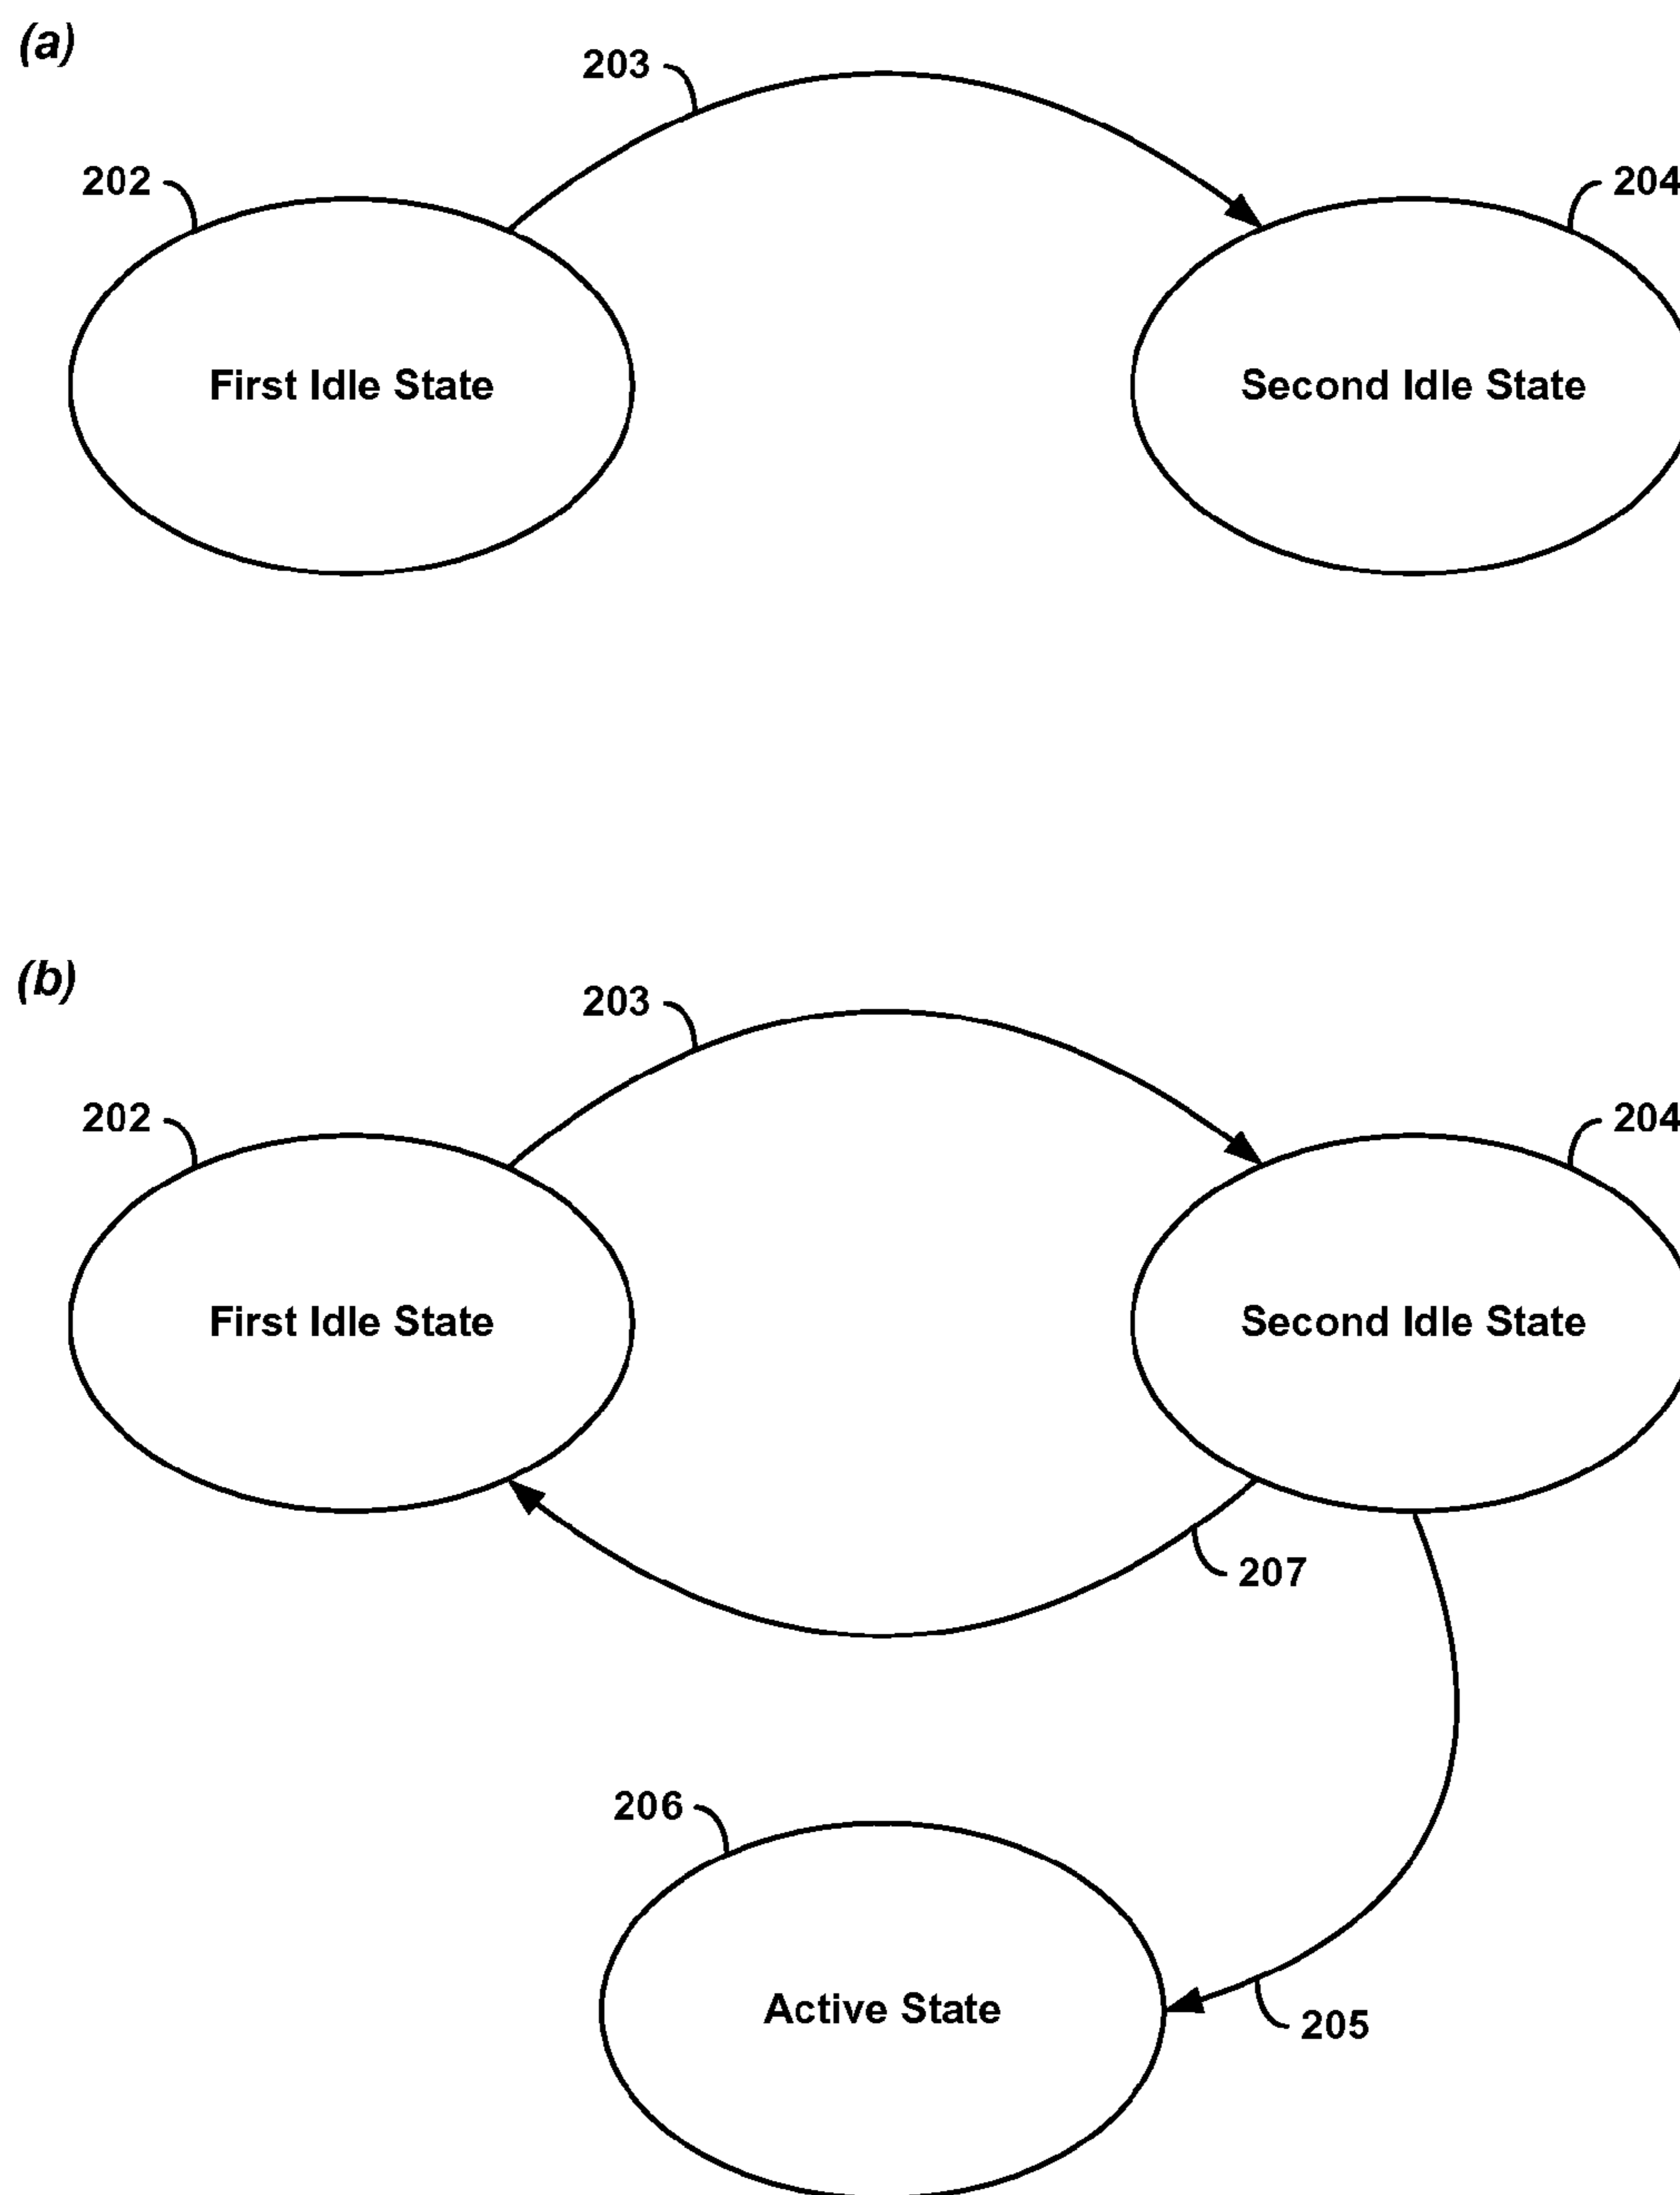 (a)
203
202
204
First Idle State
Second Idle State
(b)
203
202
204
First Idle State
Second Idle State
207
206
Active State
205